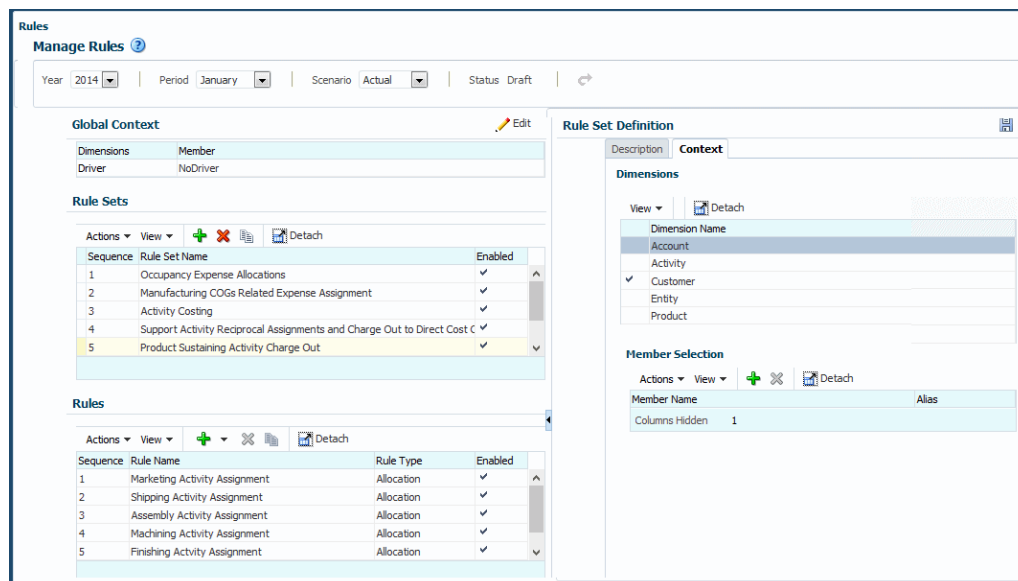 Rules
Manage Rules ?
Year 2014 Period January Scenario Actual Status Draft
Global Context Edit
Dimensions Member
Driver NoDriver
Rule Sets
Actions View Detach
Sequence Rule Set Name Enabled
1 Occupancy Expense Allocations
2 Manufacturing COGs Related Expense Assignment
3 Activity Costing
4 Support Activity Reciprocal Assignments and Charge Out to Direct Cost C
5 Product Sustaining Activity Charge Out
Rules
Actions View Detach
Sequence Rule Name Rule Type Enabled
1 Marketing Activity Assignment Allocation
2 Shipping Activity Assignment Allocation
3 Assembly Activity Assignment Allocation
4 Machining Activity Assignment Allocation
5 Finishing Actvity Assignment Allocation
Rule Set Definition
Description Context
Dimensions
View Detach
Dimension Name
Account
Activity
Customer
Entity
Product
Member Selection
Actions View Detach
Member Name Alias
Columns Hidden 1